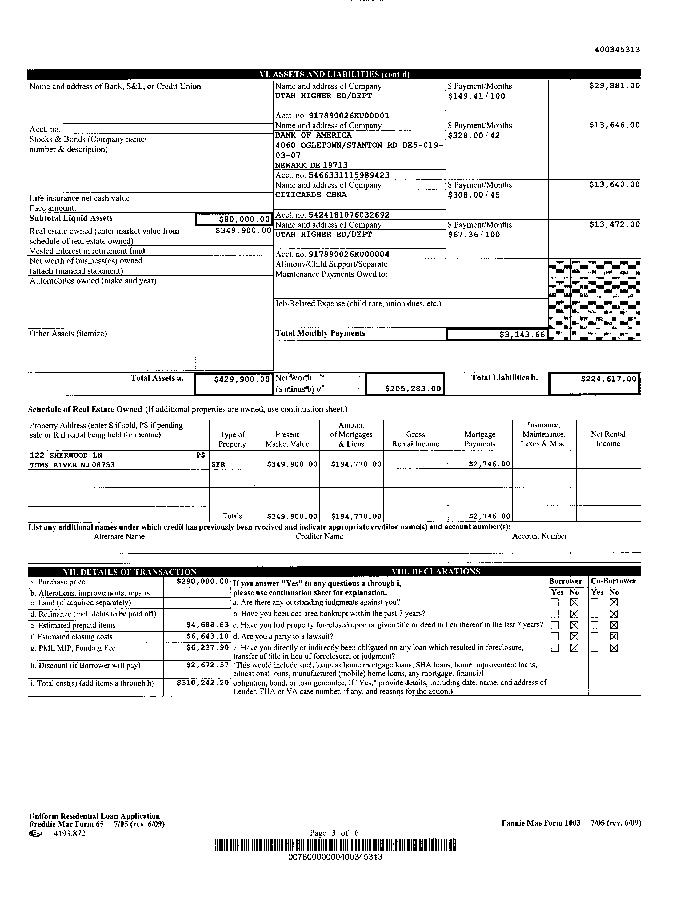 400345313
VI. ASSETS AND LIABILITIES (cont'd)
Name and address of Bank, S&L, or Credit Union
Name and address of Company
$ Payment/Months
$29,881.00
UTAH HIGHER ED/DEPT
$149.41/100
Acct. no. 917890026KU00001
Acct. no.
Name and address of Company
$ Payment/Months
$13,646.00
Stocks & Bonds (Company name/
number & description)
BANK OF AMERICA
$328.00/42
4060 OGLETOWN/STANTON RD DE5-019-
03-07
NEWARK DE 19713
Acct. no. 5466331115989423
Name and address of Company
$ Payment/Months
$13,640.00
Life insurance net cash value
CITICARDS CBNA
$308.00/45
Face amount:
Subtotal Liquid Assets
$80,000.00
Acct. no. 5424181076032692
Real estate owned (enter market value from
schedule of real estate owned)
$349,900.00
Name and address of Company
$ Payment/Months
$13,472.00
UTAH HIGHER ED/DEPT
$67.36/100
Vested interest in retirement fund
Net worth of business(es) owned
(attach financial statement)
Acct. no. 917890026KU00004
Automobiles owned (make and year)
Alimony/Child Support/Separate
Maintenance Payments Owed to:
Job-Related Expense (child care, union dues, etc.)
Other Assets (itemize)
Total Monthly Payments
$3,143.66
Total Assets a.
$429,900.00
Net Worth
(a minus b)
$205,283.00
Total Liabilities b.
$224,617.00
Schedule of Real Estate Owned (If additional properties are owned, use continuation sheet.)
Property Address (enter S if sold, PS if pending
sale or R if rental being held for income)
Type of
Property
Present
Market Value
Amount
of Mortgages
& Liens
Gross
Rental Income
Mortgage
Payments
Insurance,
Maintenance,
Taxes & Misc.
Net Rental
Income
122 SHERWOOD LN PS
TOMS RIVER NJ 08753
SFR
$349,900.00
$194,770.00
$2,746.00
Totals
$349,900.00
$194,770.00
$2,746.00
List any additional names under which credit has previously been received and indicate appropriate creditor name(s) and account number(s):
Alternate Name
Creditor Name
Account Number
VII. DETAILS OF TRANSACTION
VIII. DECLARATIONS
a. Purchase price
$290,000.00
b. Alterations, improvements, repairs
c. Land (if acquired separately)
d. Refinance (incl. debts to be paid off)
e. Estimated prepaid items
$4,688.63
f. Estimated closing costs
$6,643.10
g. PMI, MIP, Funding Fee
$6,237.90
h. Discount (if Borrower will pay)
$2,672.57
i. Total costs (add items a through h)
$310,242.20
If you answer "Yes" to any questions a through i,
please use continuation sheet for explanation.
Borrower
Co-Borrower
Yes No
Yes No
a. Are there any outstanding judgments against you?
b. Have you been declared bankrupt within the past 7 years?
c. Have you had property foreclosed upon or given title or deed in lieu thereof in the last 7 years?
d. Are you a party to a lawsuit?
e. Have you directly or indirectly been obligated on any loan which resulted in foreclosure,
transfer of title in lieu of foreclosure, or judgment?
(This would include such loans as home mortgage loans, SBA loans, home improvement loans,
educational loans, manufactured (mobile) home loans, any mortgage, financial
obligation, bond, or loan guarantee. If "Yes," provide details, including date, name, and address of
Lender, FHA or VA case number, if any, and reasons for the action.)
Uniform Residential Loan Application
Freddie Mac Form 65 7/05 (rev. 6/09)
Page 3 of 6
Fannie Mae Form 1003 7/05 (rev. 6/09)